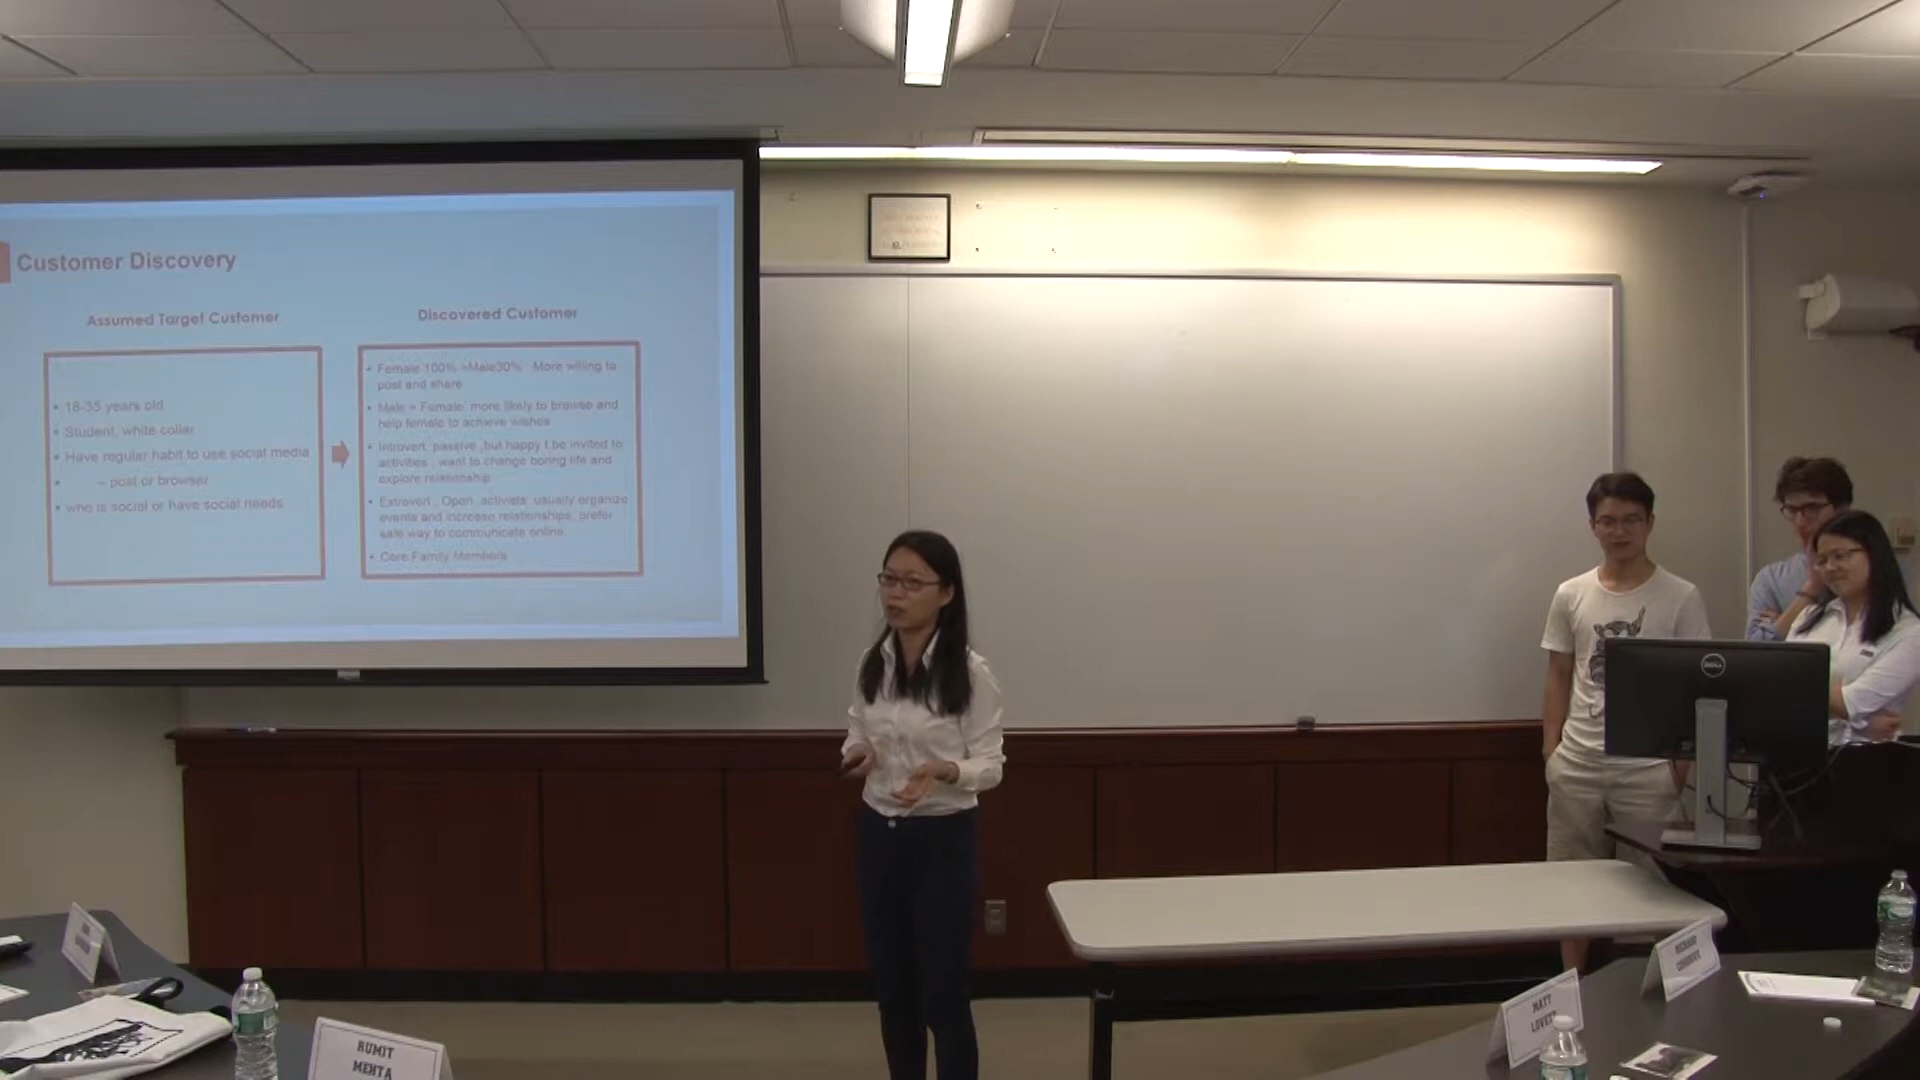 Customer Discovery
Assumed Target Customer
• 18-35 years old
• Student, white collar
• Have regular habit to use social media
• – post or browser
• who is social or have social needs
Discovered Customer
• Female 100% >Male30% More willing to
post and share
• Male > Female more likely to browse and
help female to achieve wishes
• Introvert passive ,but happy t be invited to
activities , want to change boring life and
explore relationship
• Extrovert , Open activists usually organize
events and increase relationships, prefer
safe way to communicate online
• Core Family Members
DELL
RUMIT
MEHTA
MATT
RICHARD